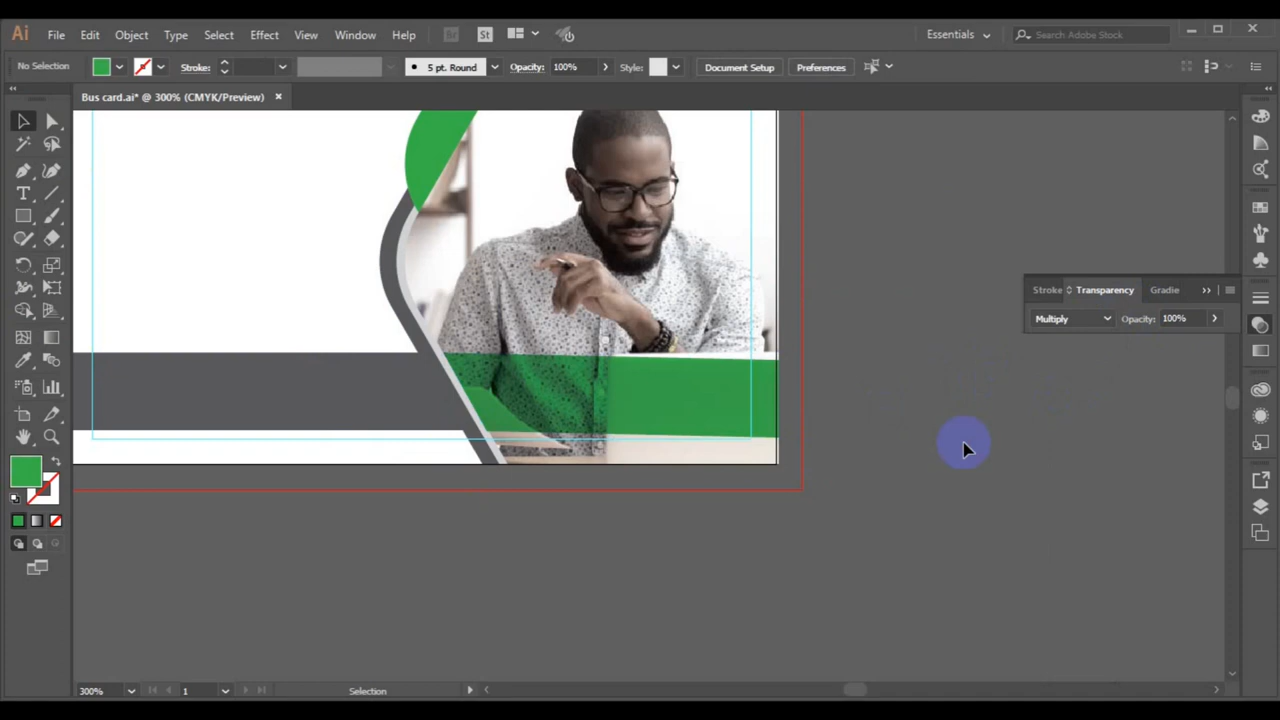 Ai File Edit Object Type Select Effect View Window Help Br St Essentials Search Adobe Stock
No Selection Stroke: 5 pt. Round Opacity: 100% Style: Document Setup Preferences
Bus card.ai* @ 300% (CMYK/Preview)
Stroke Transparency Gradie
Multiply Opacity: 100%
300% 1 Selection